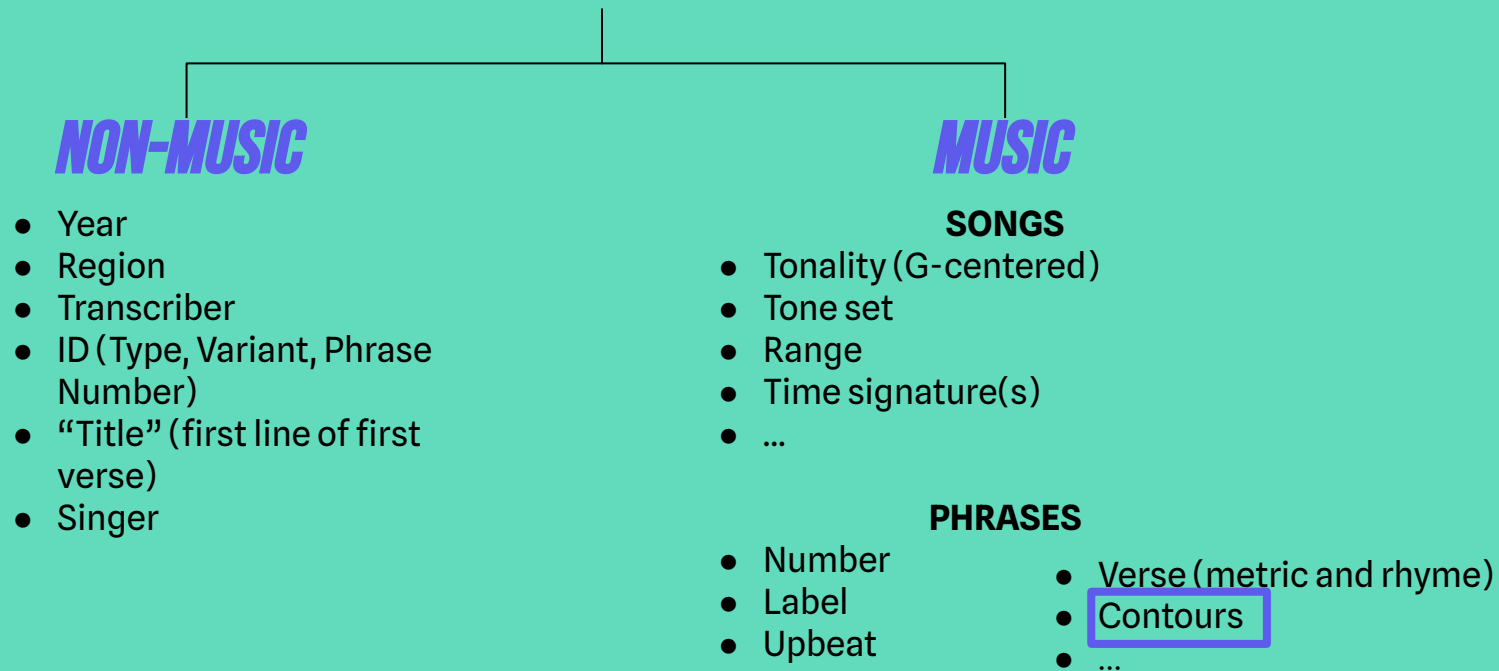 NON-MUSIC
● Year
● Region
● Transcriber
● ID (Type, Variant, Phrase
Number)
● “Title” (first line of first
verse)
● Singer
MUSIC
SONGS
● Tonality (G-centered)
● Tone set
● Range
● Time signature(s)
● ...
PHRASES
● Number
● Label
● Upbeat
● Verse (metric and rhyme)
● Contours
● ...